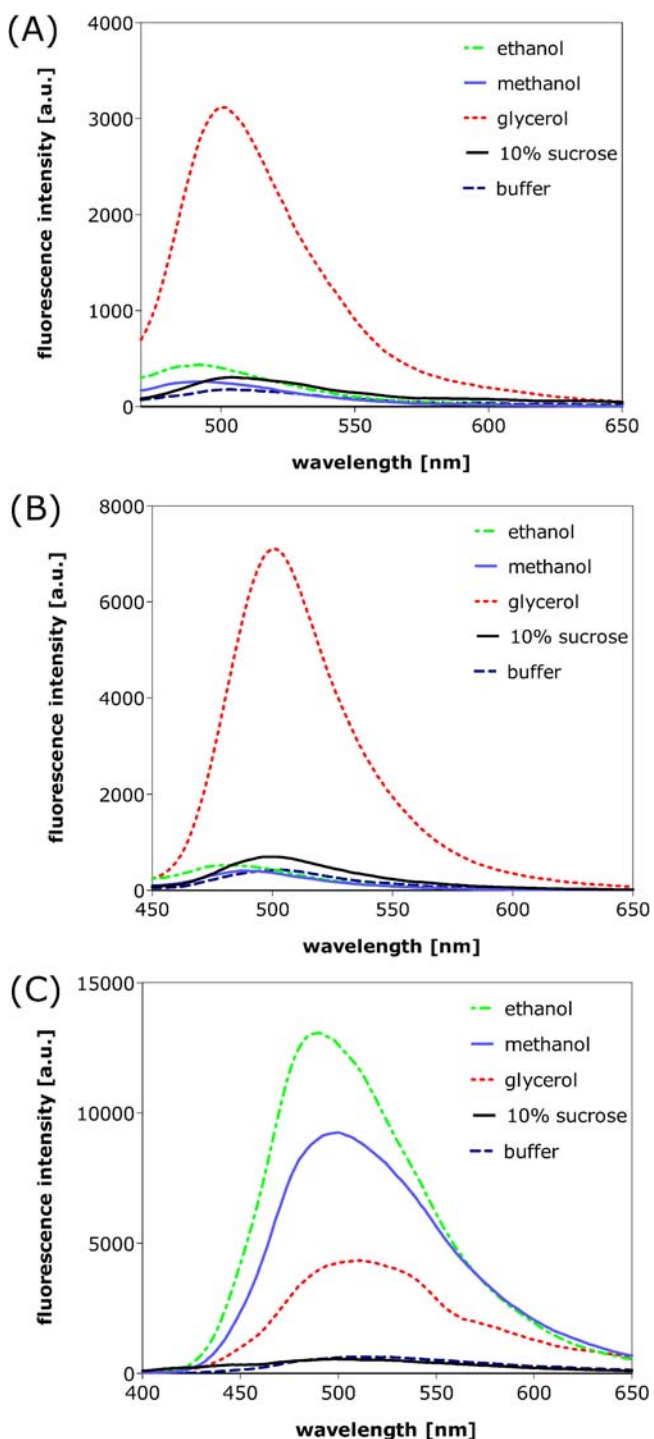 (A)
4000
3000
2000
1000
0
fluorescence intensity [a.u.]
ethanol
methanol
glycerol
10% sucrose
buffer
500 550 600 650
wavelength [nm]
(B)
8000
6000
4000
2000
0
fluorescence intensity [a.u.]
ethanol
methanol
glycerol
10% sucrose
buffer
450 500 550 600 650
wavelength [nm]
(C)
15000
10000
5000
0
fluorescence intensity [a.u.]
ethanol
methanol
glycerol
10% sucrose
buffer
400 450 500 550 600 650
wavelength [nm]